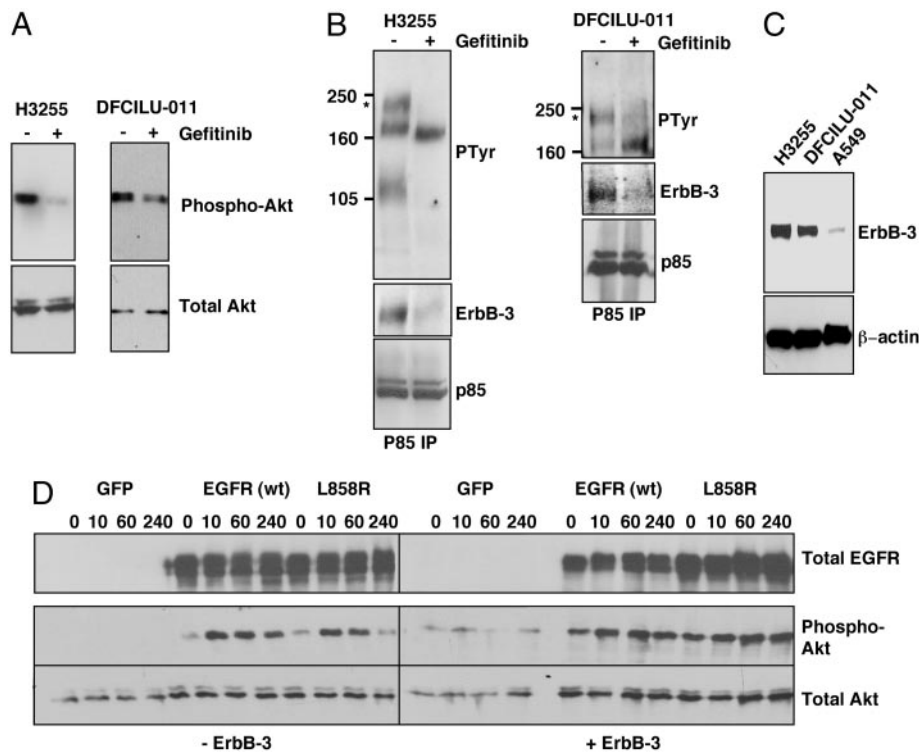 A
H3255 DFCILU-011
- + - + Gefitinib
Phospho-Akt
Total Akt
B
H3255
- + Gefitinib
250
*
160
105
PTyr
ErbB-3
p85
P85 IP
DFCILU-011
- + Gefitinib
250
*
160
PTyr
ErbB-3
p85
P85 IP
C
H3255 DFCILU-011 A549
ErbB-3
β-actin
D
GFP EGFR (wt) L858R GFP EGFR (wt) L858R
0 10 60 240 0 10 60 240 0 10 60 240 0 10 60 240 0 10 60 240 0 10 60 240
Total EGFR
Phospho-
Akt
Total Akt
- ErbB-3 + ErbB-3